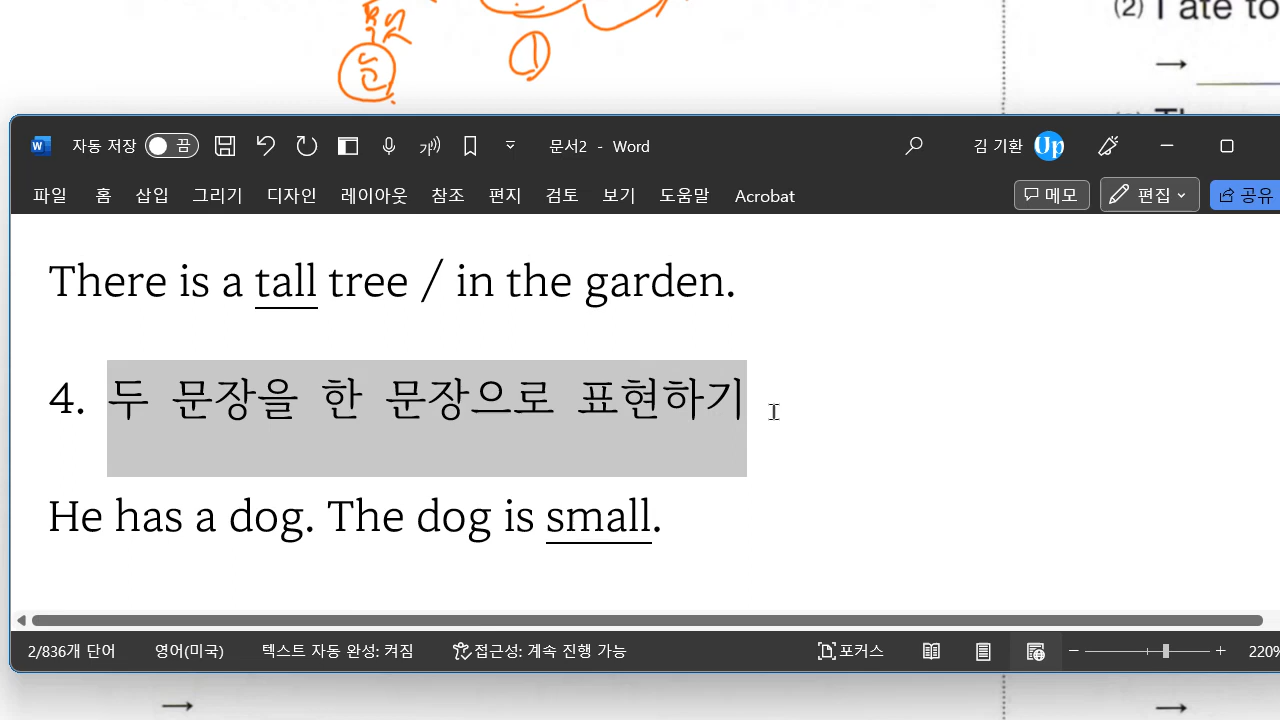 (2) I ate to
→
무엇
눈
①
→
자동 저장 끔 문서2 - Word 김 기환 Up
파일 홈 삽입 그리기 디자인 레이아웃 참조 편지 검토 보기 도움말 Acrobat 메모 편집 공유
There is a tall tree / in the garden.
4. 두 문장을 한 문장으로 표현하기
He has a dog. The dog is small.
2/836개 단어 영어(미국) 텍스트 자동 완성: 켜짐 접근성: 계속 진행 가능 포커스 220%
→ →